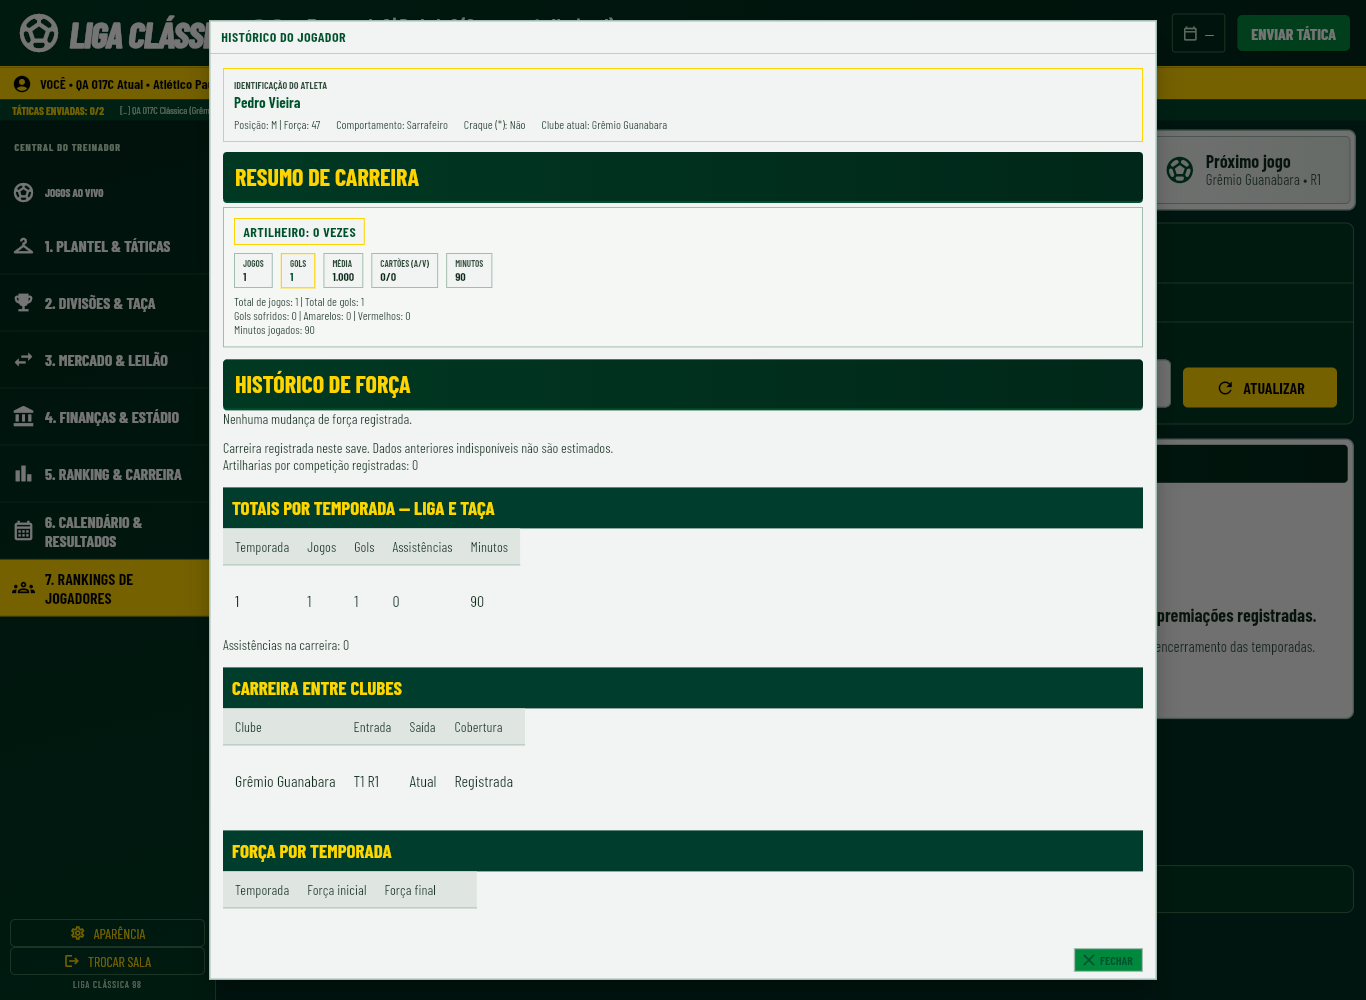 LIGA CLÁSS
HISTÓRICO DO JOGADOR
—
ENVIAR TÁTICA
VOCÊ • QA 017C Atual • Atlético Pa
TÁTICAS ENVIADAS: 0/2
[..] QA 017C Clássica (Grêm
CENTRAL DO TREINADOR
JOGOS AO VIVO
1. PLANTEL & TÁTICAS
2. DIVISÕES & TAÇA
3. MERCADO & LEILÃO
4. FINANÇAS & ESTÁDIO
5. RANKING & CARREIRA
6. CALENDÁRIO &
RESULTADOS
7. RANKINGS DE
JOGADORES
APARÊNCIA
TROCAR SALA
LIGA CLÁSSICA 98
IDENTIFICAÇÃO DO ATLETA
Pedro Vieira
Posição: M | Força: 47 Comportamento: Sarrafeiro Craque (*): Não Clube atual: Grêmio Guanabara
RESUMO DE CARREIRA
ARTILHEIRO: 0 VEZES
JOGOS GOLS MÉDIA CARTÕES (A/V) MINUTOS
1 1 1.000 0/0 90
Total de jogos: 1 | Total de gols: 1
Gols sofridos: 0 | Amarelos: 0 | Vermelhos: 0
Minutos jogados: 90
HISTÓRICO DE FORÇA
Nenhuma mudança de força registrada.
Carreira registrada neste save. Dados anteriores indisponíveis não são estimados.
Artilharias por competição registradas: 0
TOTAIS POR TEMPORADA — LIGA E TAÇA
Temporada Jogos Gols Assistências Minutos
1 1 1 0 90
Assistências na carreira: 0
CARREIRA ENTRE CLUBES
Clube Entrada Saída Cobertura
Grêmio Guanabara T1 R1 Atual Registrada
FORÇA POR TEMPORADA
Temporada Força inicial Força final
FECHAR
Próximo jogo
Grêmio Guanabara • R1
ATUALIZAR
premiações registradas.
encerramento das temporadas.